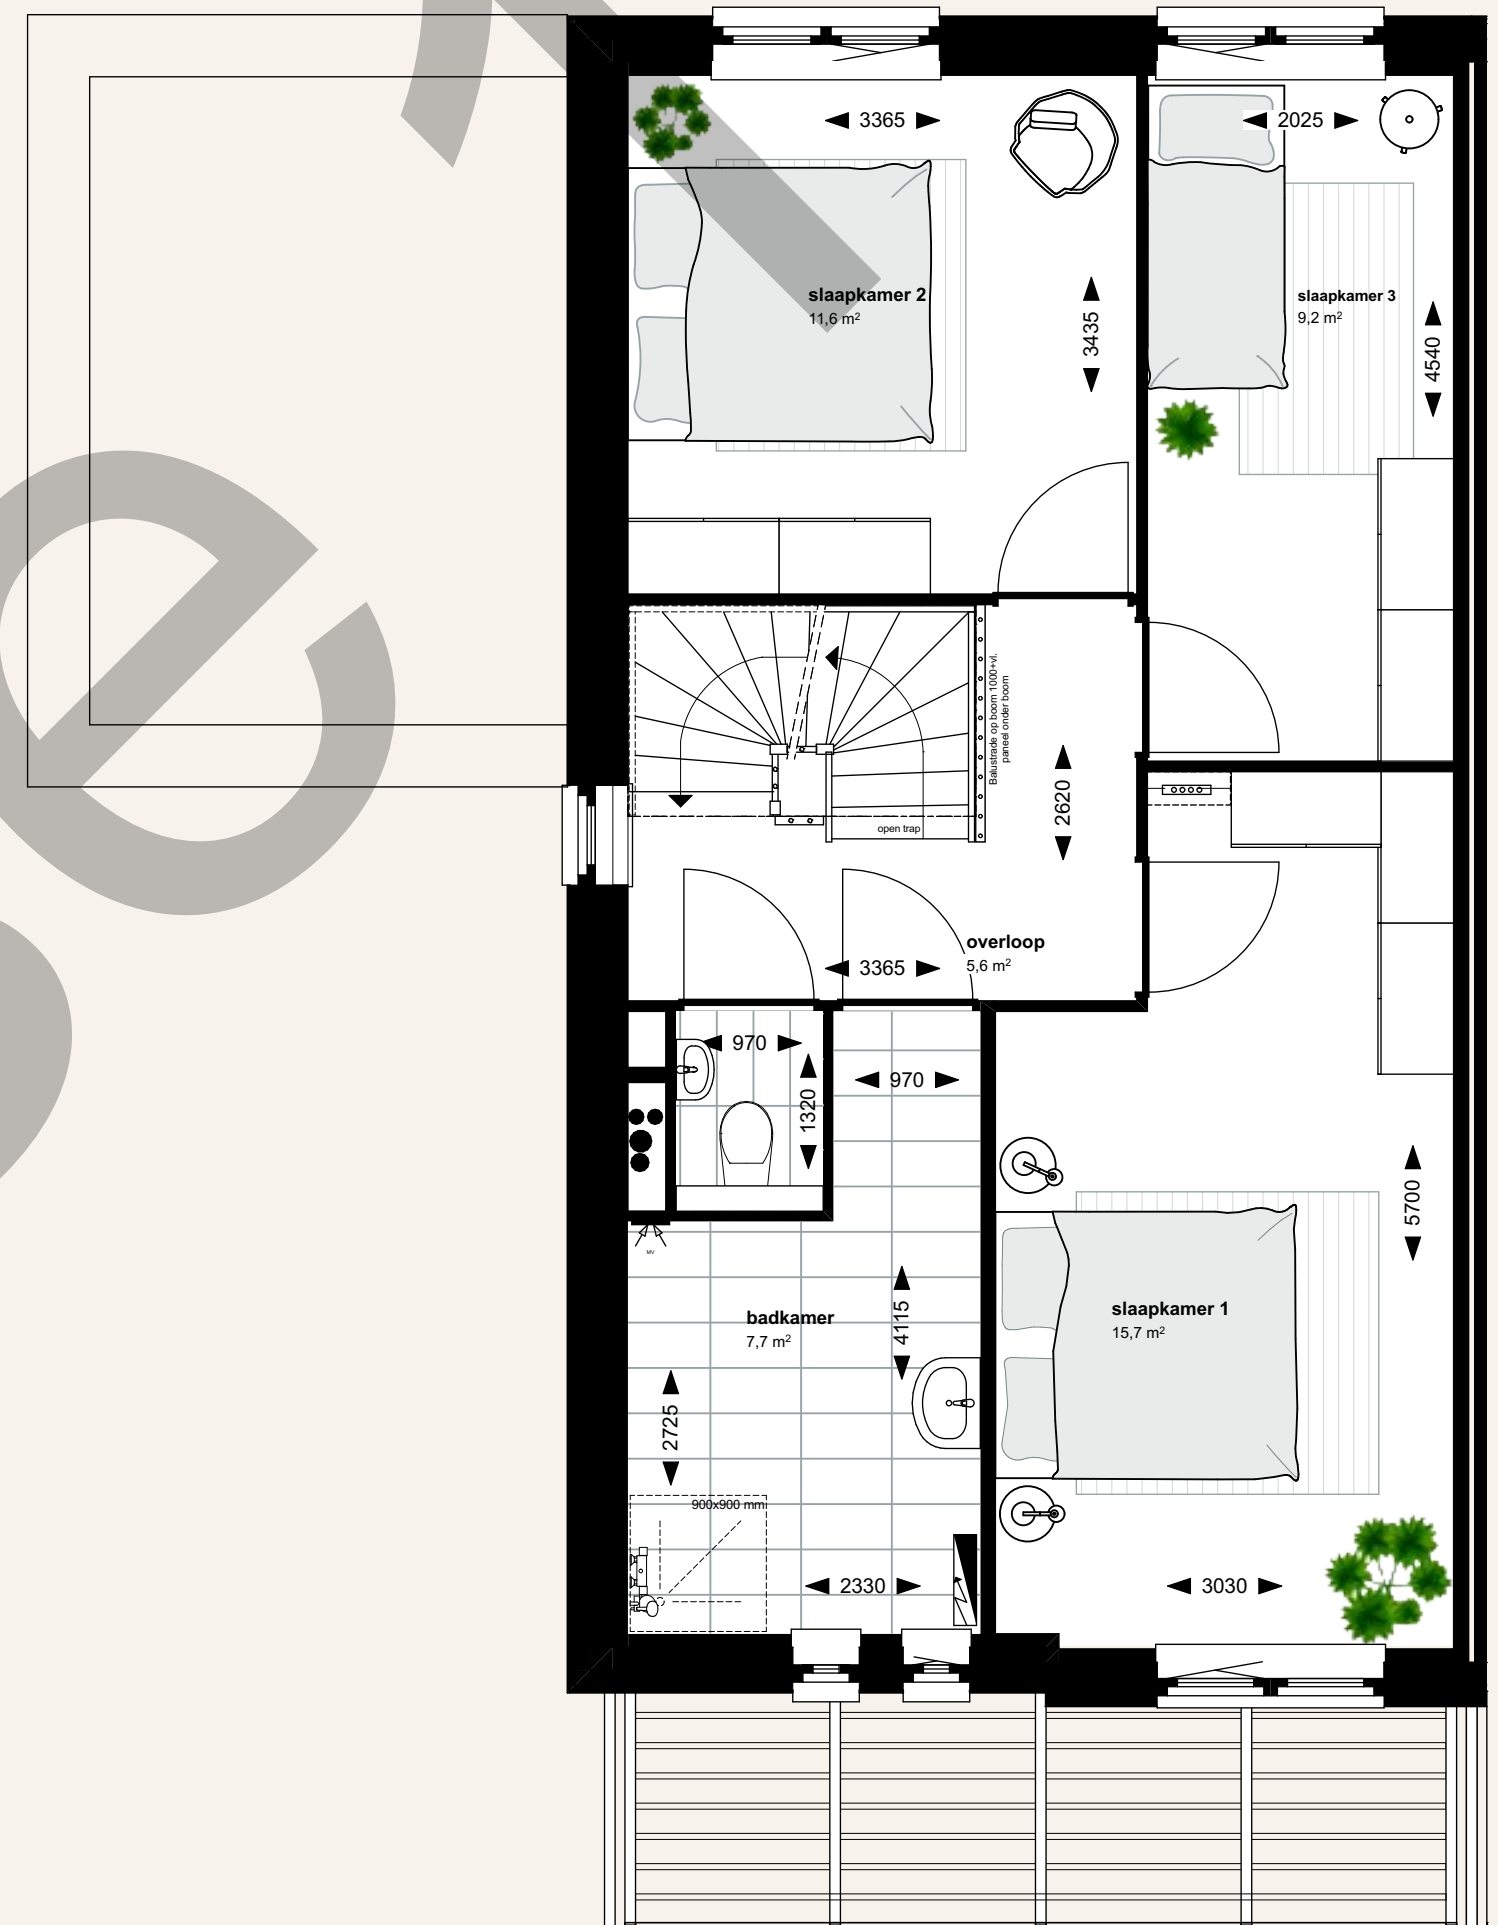 3365
2025
slaapkamer 2
11,6 m²
3435
slaapkamer 3
9,2 m²
4540
Balustrade op boom 1000+vl.
paneel onder boom
2620
open trap
overloop
5,6 m²
3365
970
1320
970
MV
badkamer
7,7 m²
4115
slaapkamer 1
15,7 m²
5700
2725
900x900 mm
2330
3030